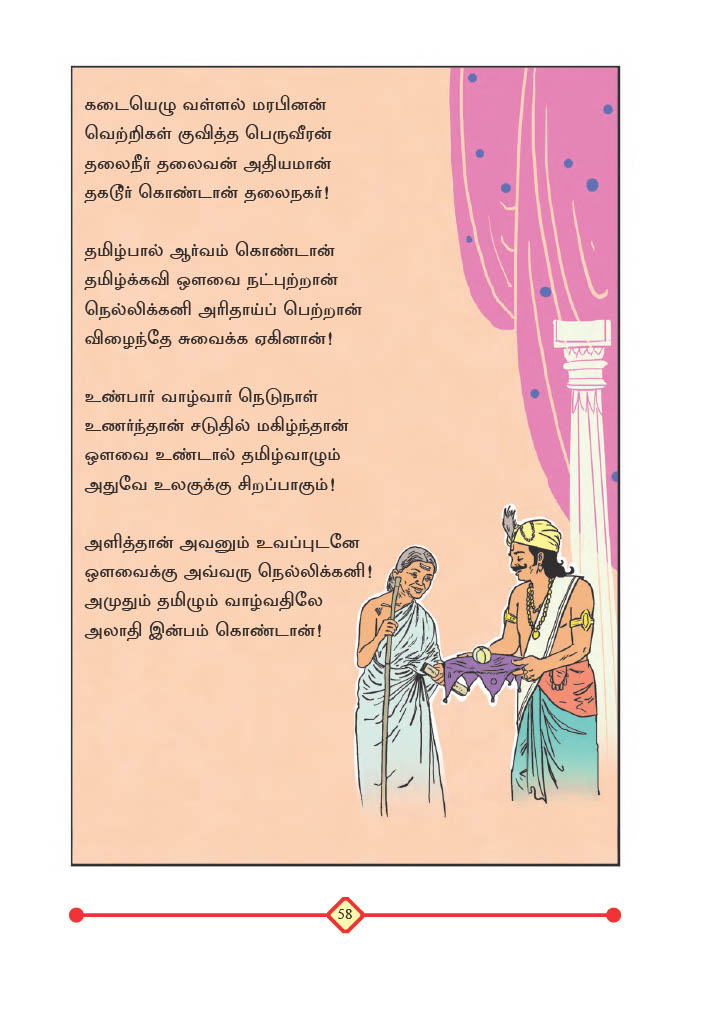 கடையெழு வள்ளல் மரபினன்
வெற்றிகள் குவித்த பெருவீரன்
தலைநீர் தலைவன் அதியமான்
தகடூர் கொண்டான் தலைநகர்!
தமிழ்பால் ஆர்வம் கொண்டான்
தமிழ்க்கவி ஔவை நட்புற்றான்
நெல்லிக்கனி அரிதாய்ப் பெற்றான்
விழைந்தே சுவைக்க ஏகினான்!
உண்பார் வாழ்வார் நெடுநாள்
உணர்ந்தான் சடுதில் மகிழ்ந்தான்
ஔவை உண்டால் தமிழ்வாழும்
அதுவே உலகுக்கு சிறப்பாகும்!
அளித்தான் அவனும் உவப்புடனே
ஔவைக்கு அவ்வரு நெல்லிக்கனி!
அமுதும் தமிழும் வாழ்வதிலே
அலாதி இன்பம் கொண்டான்!
58